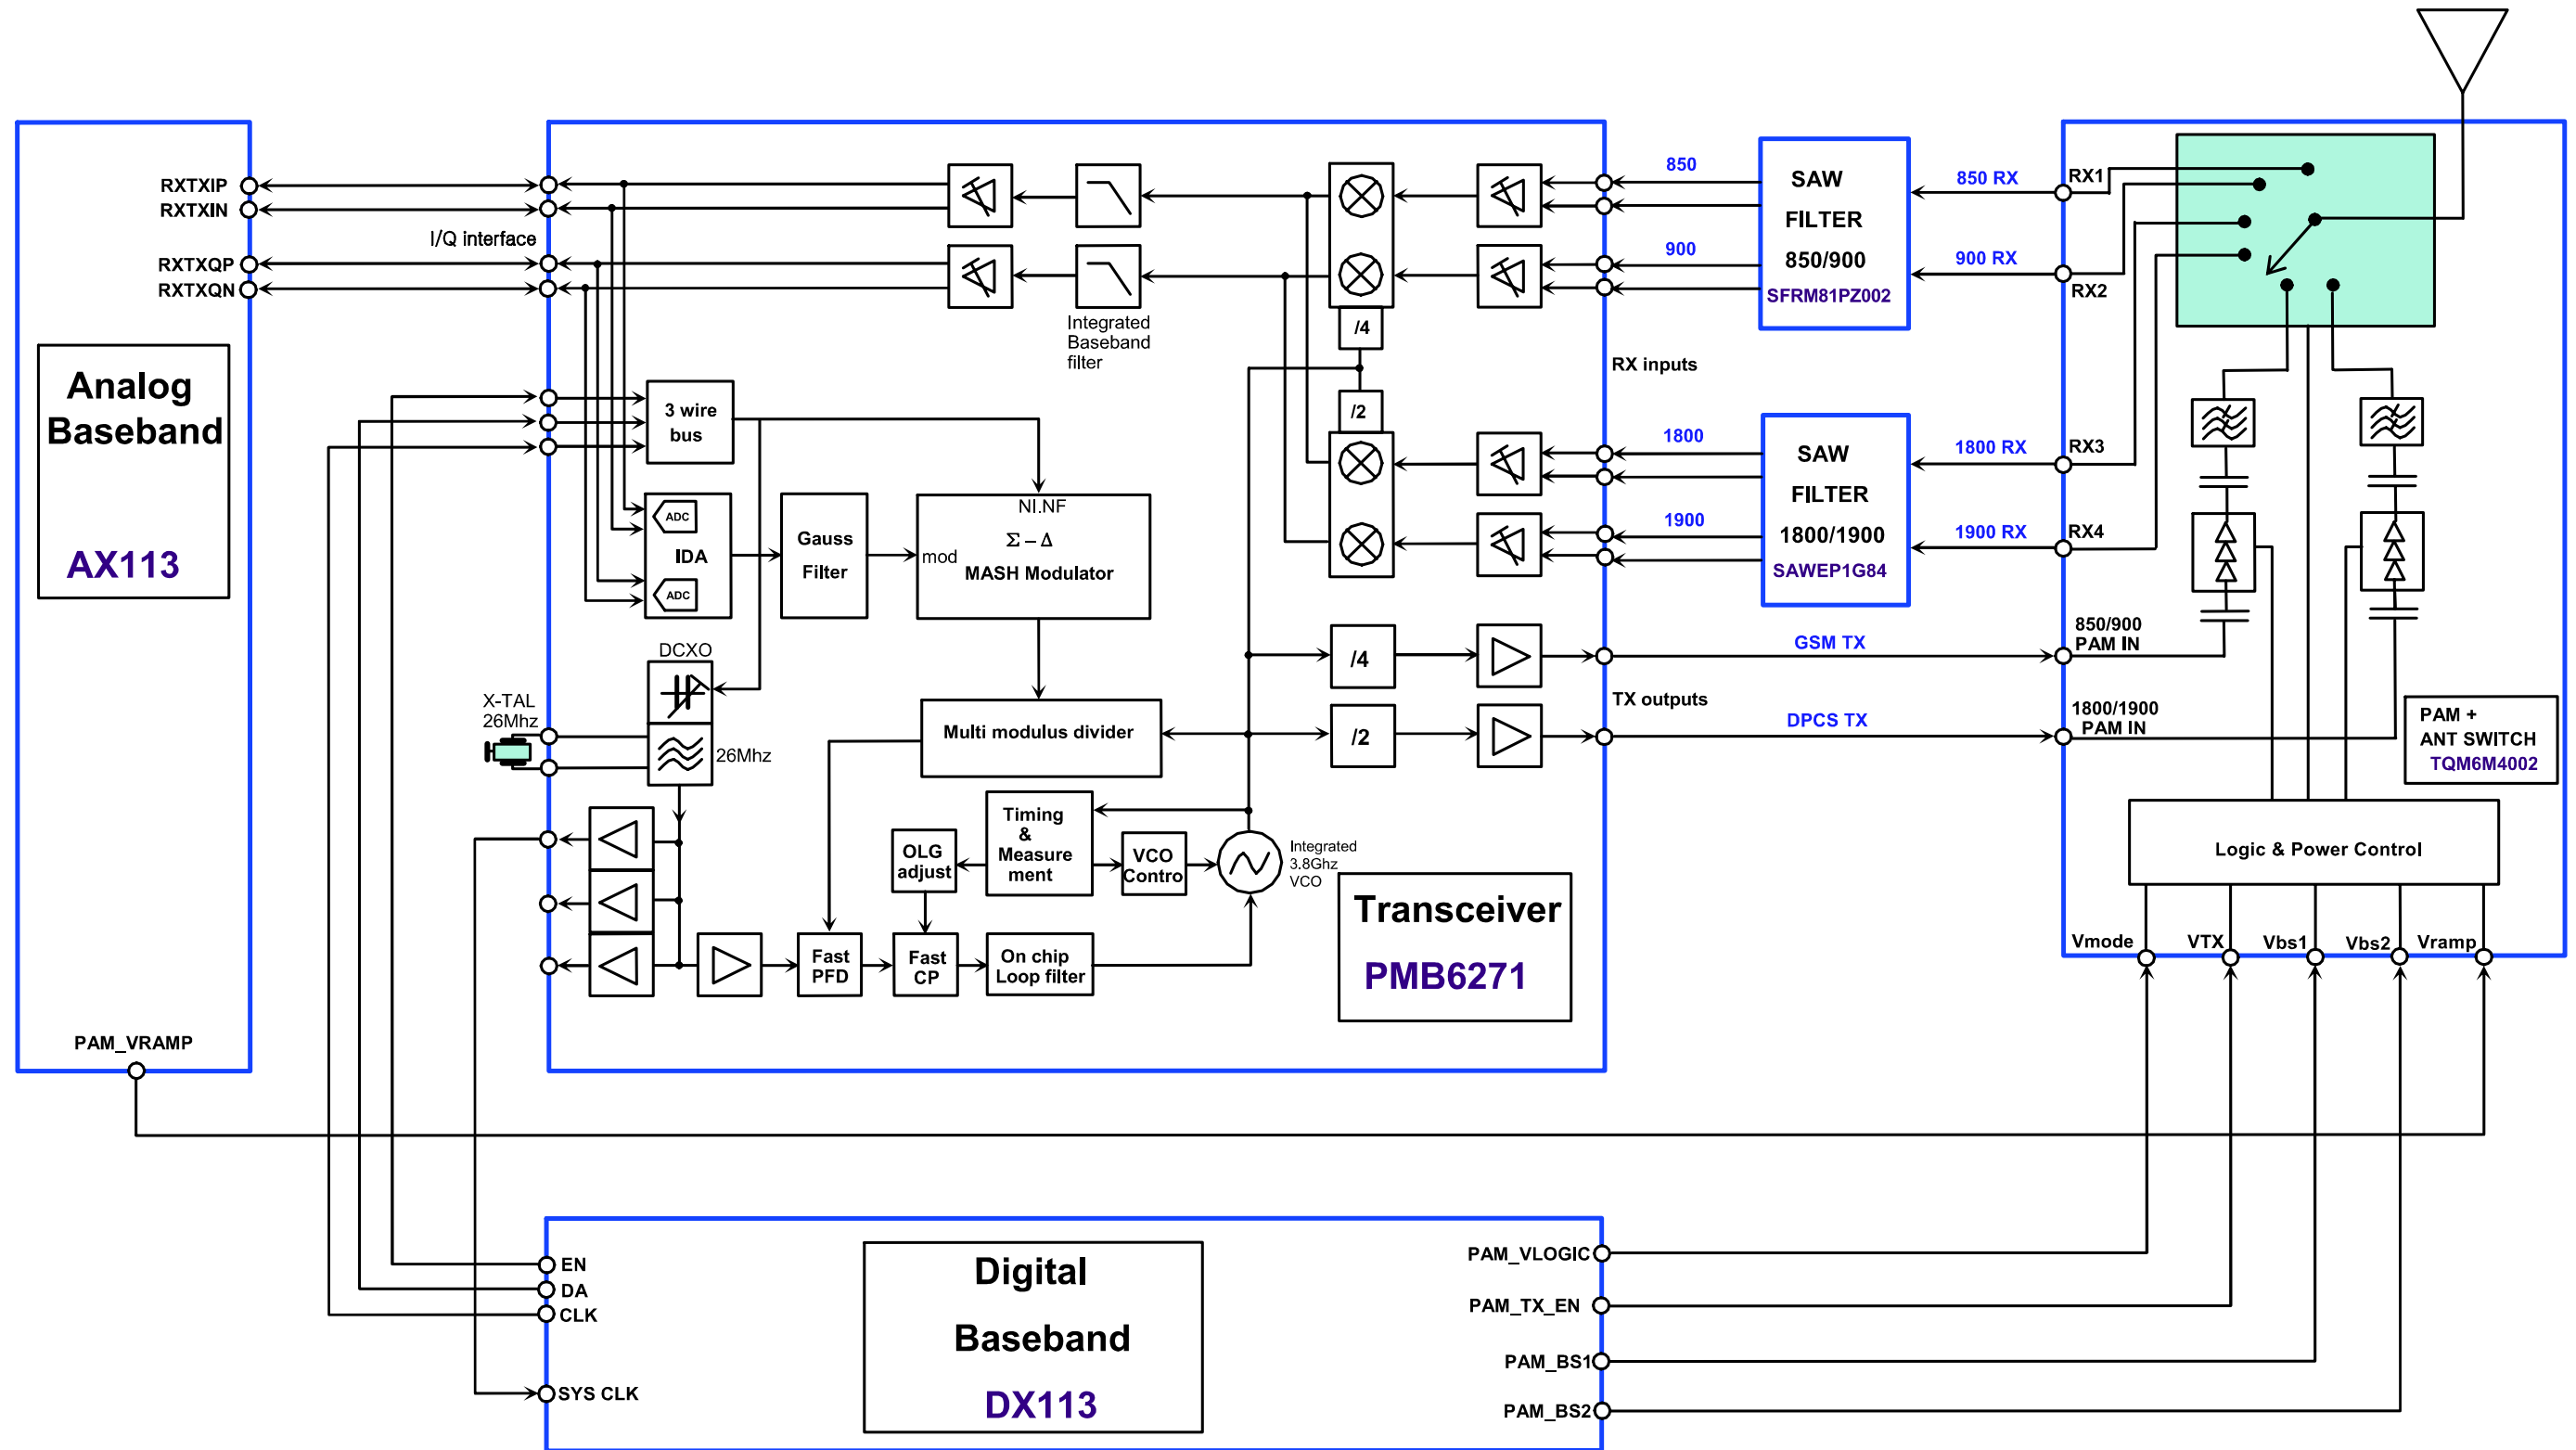 RXTXIP
RXTXIN
I/Q interface
RXTXQP
RXTXQN
Analog
Baseband
AX113
PAM_VRAMP
Integrated
Baseband
filter
/4
/2
3 wire
bus
ADC
IDA
ADC
Gauss
Filter
NI.NF
Σ – Δ
mod
MASH Modulator
DCXO
X-TAL
26Mhz
26Mhz
Multi modulus divider
/4
/2
Timing
&
Measure
ment
OLG
adjust
VCO
Contro
Integrated
3.8Ghz
VCO
Fast
PFD
Fast
CP
On chip
Loop filter
Transceiver
PMB6271
850
900
RX inputs
1800
1900
TX outputs
SAW
FILTER
850/900
SFRM81PZ002
SAW
FILTER
1800/1900
SAWEP1G84
850 RX
900 RX
1800 RX
1900 RX
GSM TX
DPCS TX
RX1
RX2
RX3
RX4
850/900
PAM IN
1800/1900
PAM IN
PAM +
ANT SWITCH
TQM6M4002
Logic & Power Control
Vmode
VTX
Vbs1
Vbs2
Vramp
EN
DA
CLK
SYS CLK
Digital
Baseband
DX113
PAM_VLOGIC
PAM_TX_EN
PAM_BS1
PAM_BS2